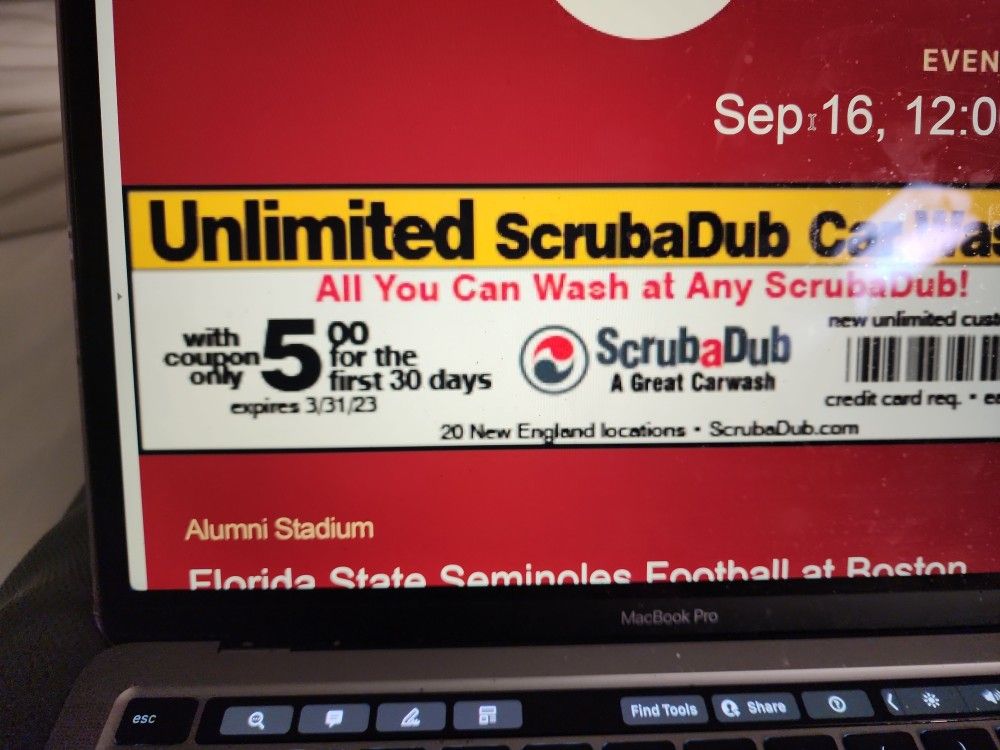 EVEN
Sep 16, 12:0
Unlimited ScrubaDub Car Was
All You Can Wash at Any ScrubaDub!
with
coupon
only
5 00
for the
first 30 days
expires 3/31/23
ScrubaDub
A Great Carwash
new unlimited cust
credit card req. • ea
20 New England locations • ScrubaDub.com
Alumni Stadium
Florida State Seminoles Football at Boston
MacBook Pro
esc
Find Tools
Share